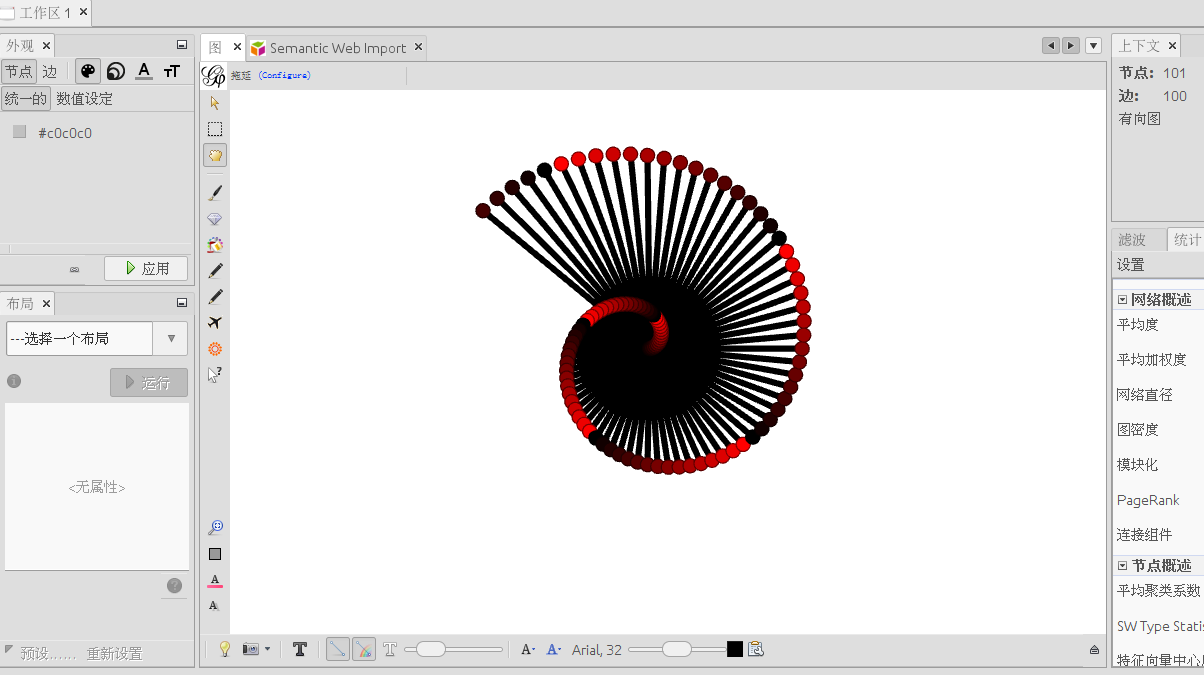 工作区 1
外观
节点 边
统一的 数值设定
#c0c0c0
应用
布局
---选择一个布局
运行
<无属性>
预设...... 重新设置
图 Semantic Web Import
拖延 (Configure)
A
A
T T A- A- Arial, 32
上下文
节点: 101
边: 100
有向图
滤波 统计
设置
网络概述
平均度
平均加权度
网络直径
图密度
模块化
PageRank
连接组件
节点概述
平均聚类系数
SW Type Statis
特征向量中心